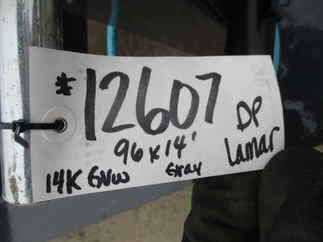 *12607
DP
Lamar
96 x 14'
14K GVW Gray